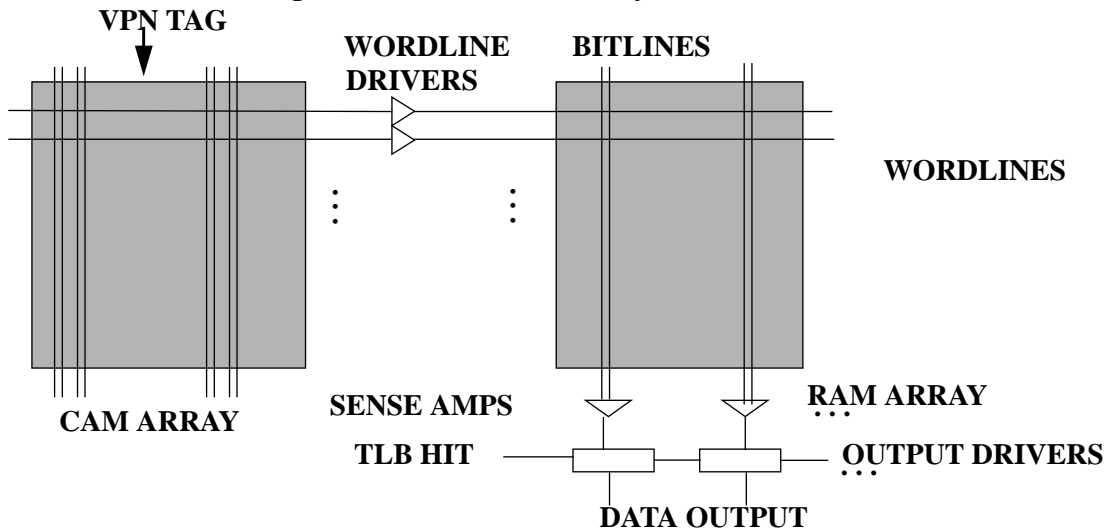 VPN TAG
WORDLINE
DRIVERS
BITLINES
WORDLINES
CAM ARRAY
SENSE AMPS
RAM ARRAY
TLB HIT
OUTPUT DRIVERS
DATA OUTPUT